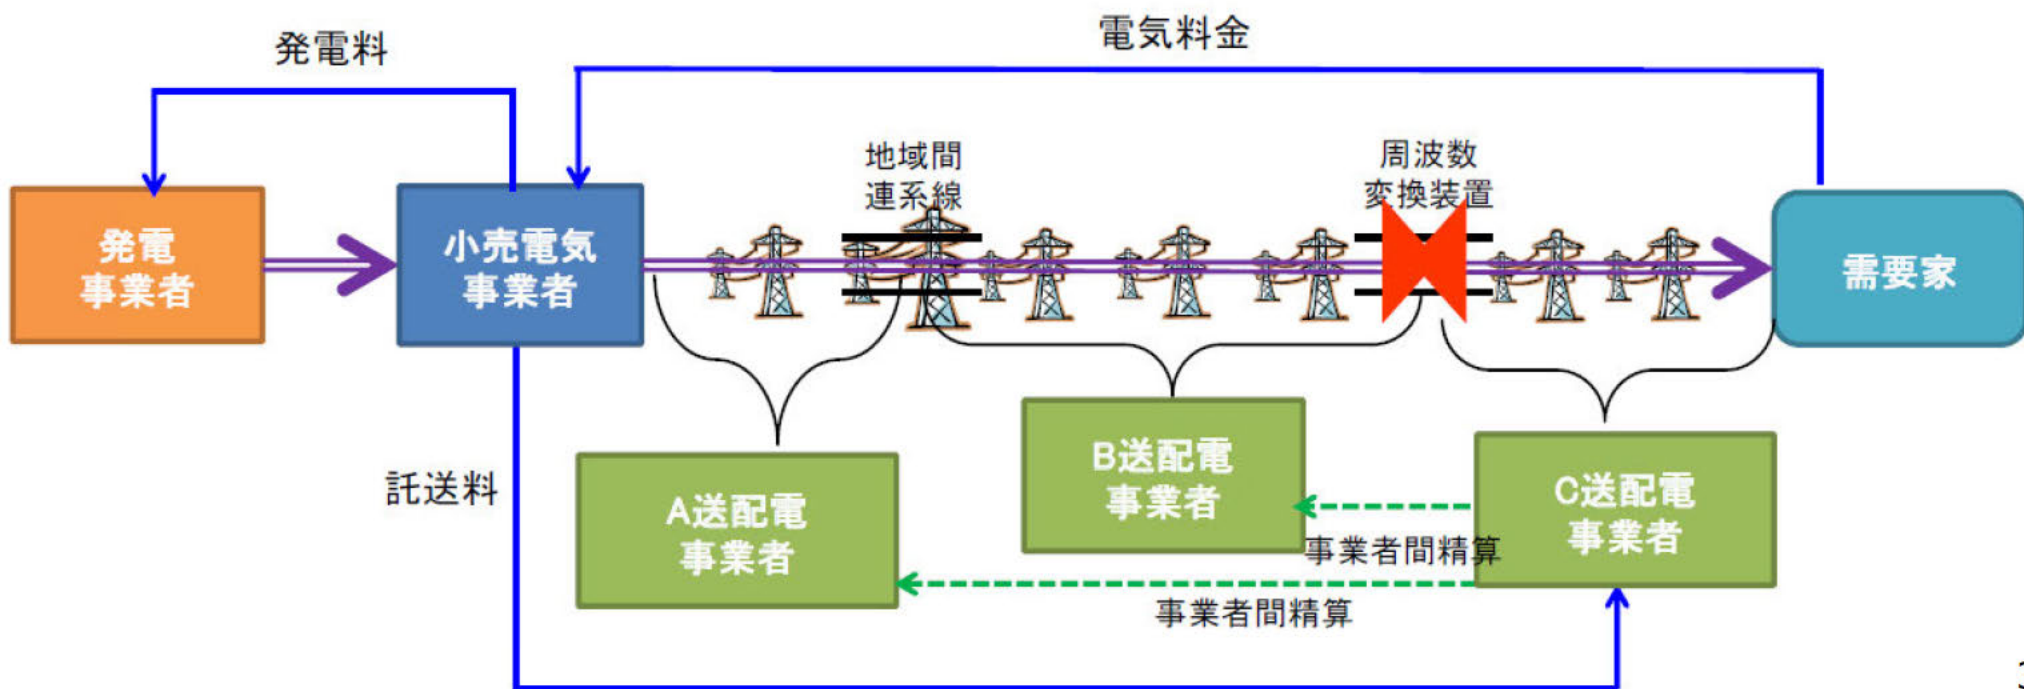 発電料
電気料金
地域間
連系線
周波数
変換装置
発電
事業者
小売電気
事業者
需要家
託送料
A送配電
事業者
B送配電
事業者
C送配電
事業者
事業者間精算
事業者間精算